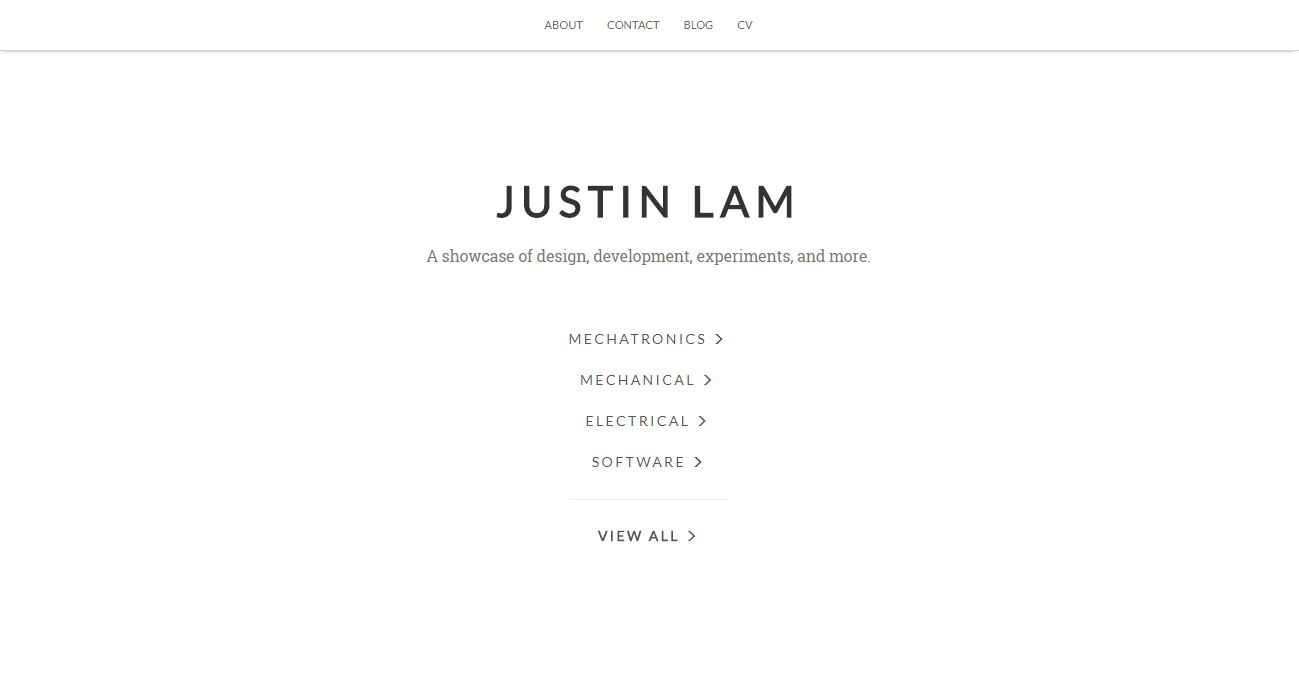 ABOUT CONTACT BLOG CV
JUSTIN LAM
A showcase of design, development, experiments, and more.
MECHATRONICS
MECHANICAL
ELECTRICAL
SOFTWARE
VIEW ALL